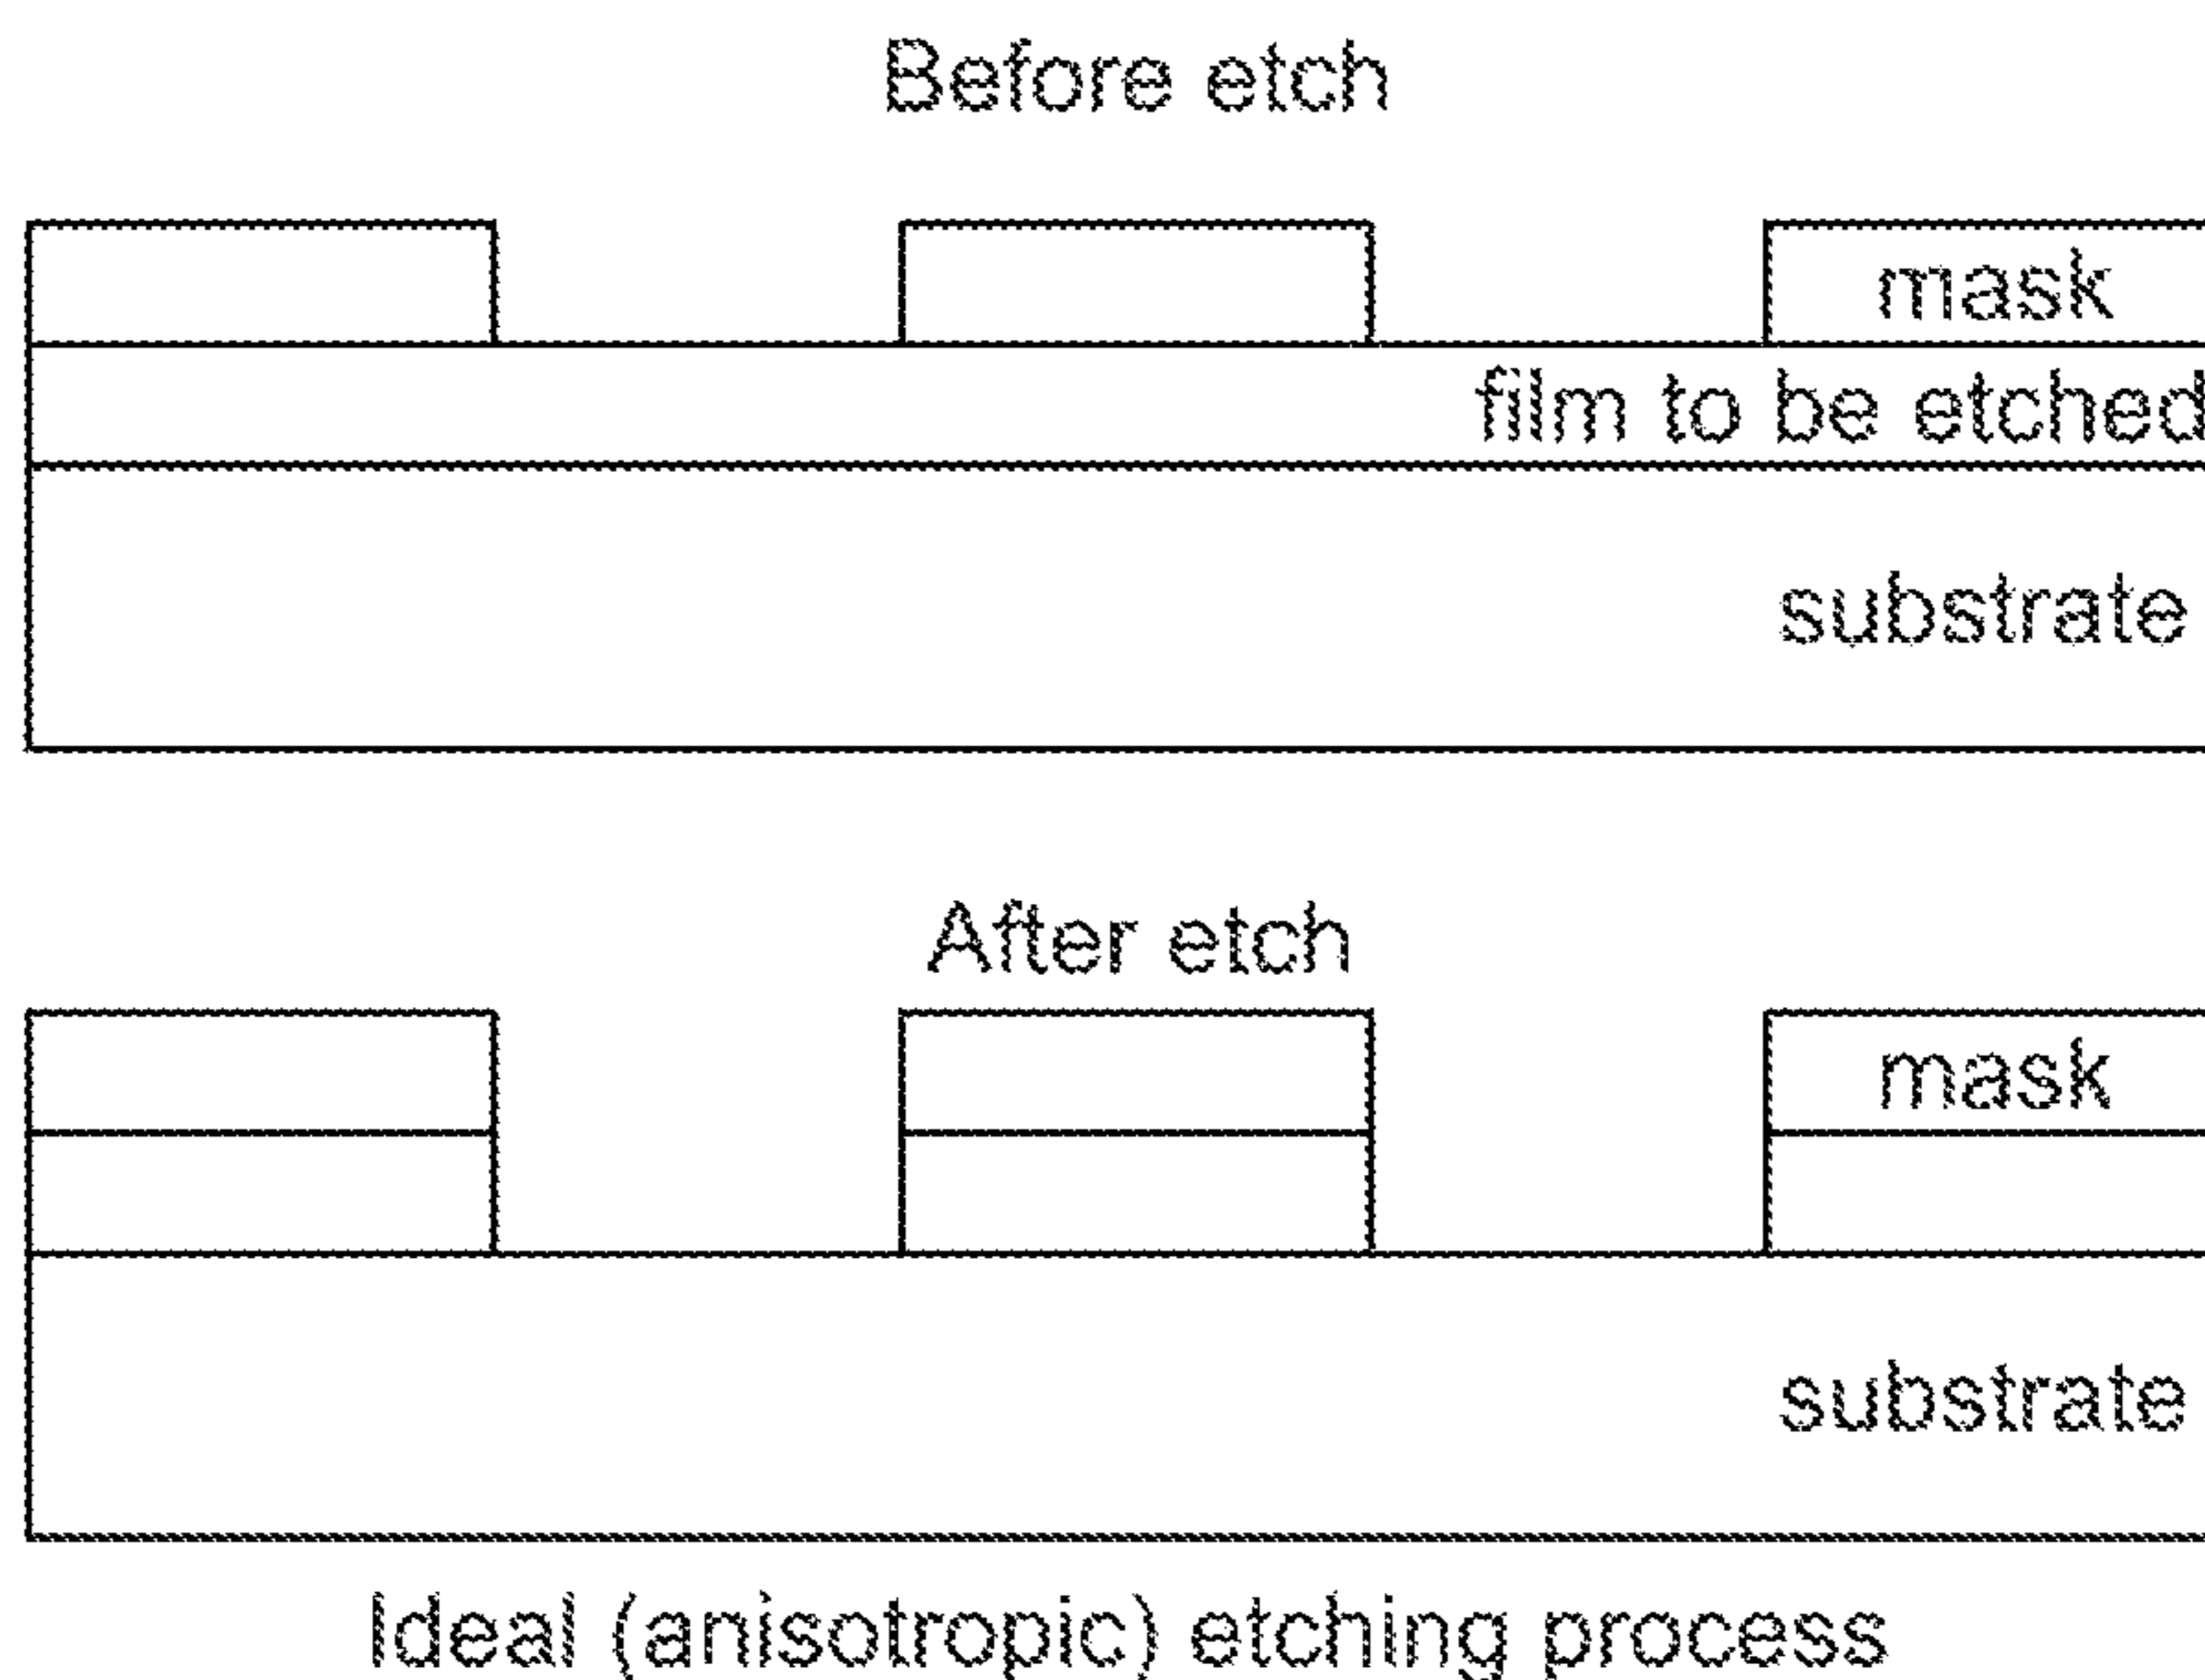 Before etch
mask
film to be etched
substrate
After etch
mask
substrate
Ideal (anisotropic) etching process